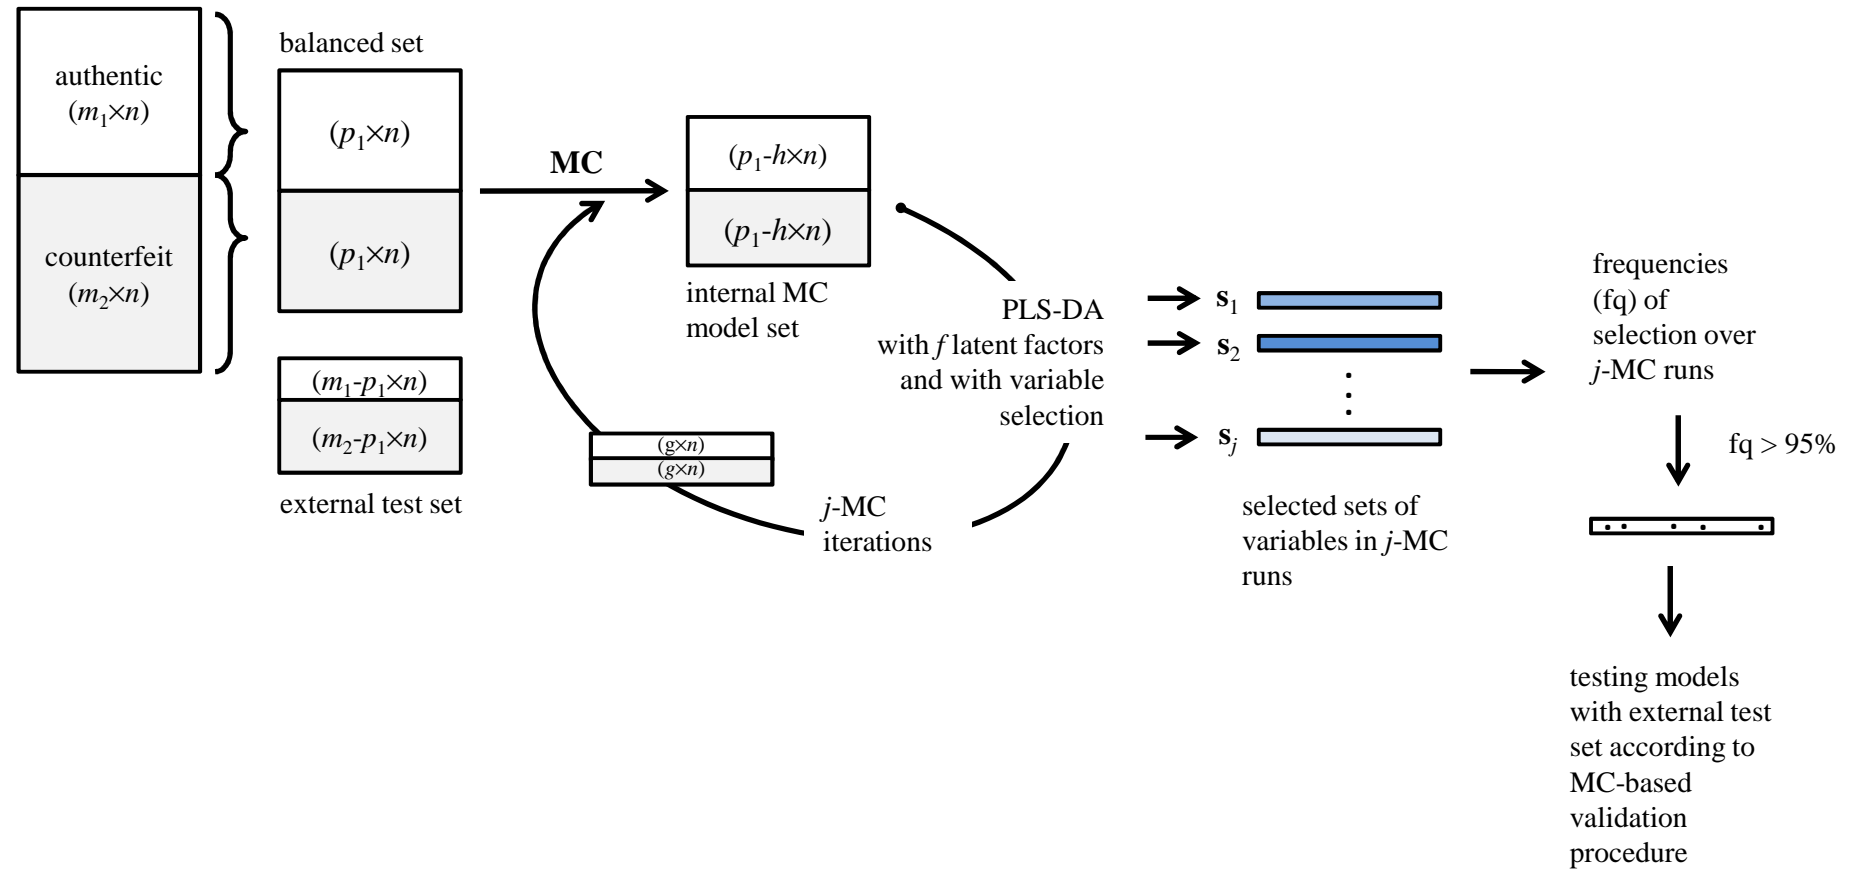 authentic
(m₁×n)
counterfeit
(m₂×n)
balanced set
(p₁×n)
(p₁×n)
(m₁-p₁×n)
(m₂-p₁×n)
external test set
MC
(p₁-h×n)
(p₁-h×n)
internal MC
model set
(g×n)
(g×n)
j-MC
iterations
PLS-DA
with f latent factors
and with variable
selection
s₁
s₂
sⱼ
selected sets of
variables in j-MC
runs
frequencies
(fq) of
selection over
j-MC runs
fq > 95%
testing models
with external test
set according to
MC-based
validation
procedure